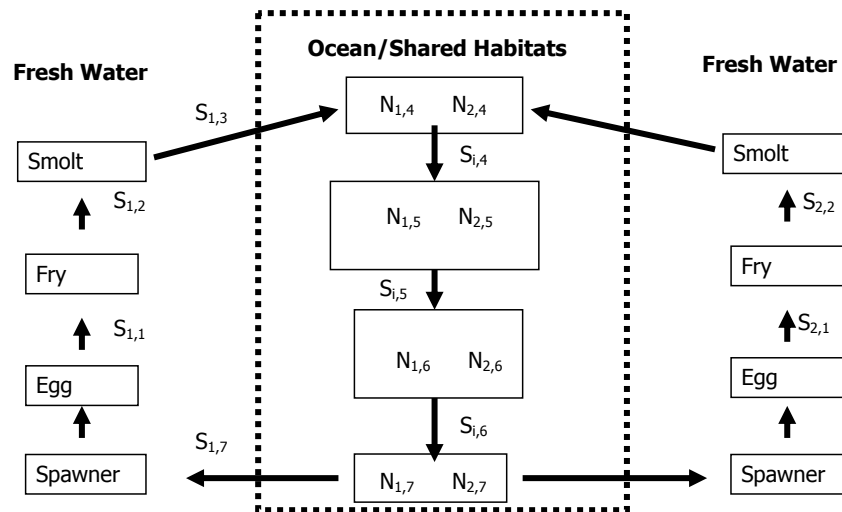 Ocean/Shared Habitats
Fresh Water
Fresh Water
S1,3
N1,4 N2,4
Smolt
Smolt
Si,4
S1,2
S2,2
N1,5 N2,5
Fry
Fry
Si,5
S1,1
S2,1
N1,6 N2,6
Egg
Egg
Si,6
S1,7
Spawner
N1,7 N2,7
Spawner